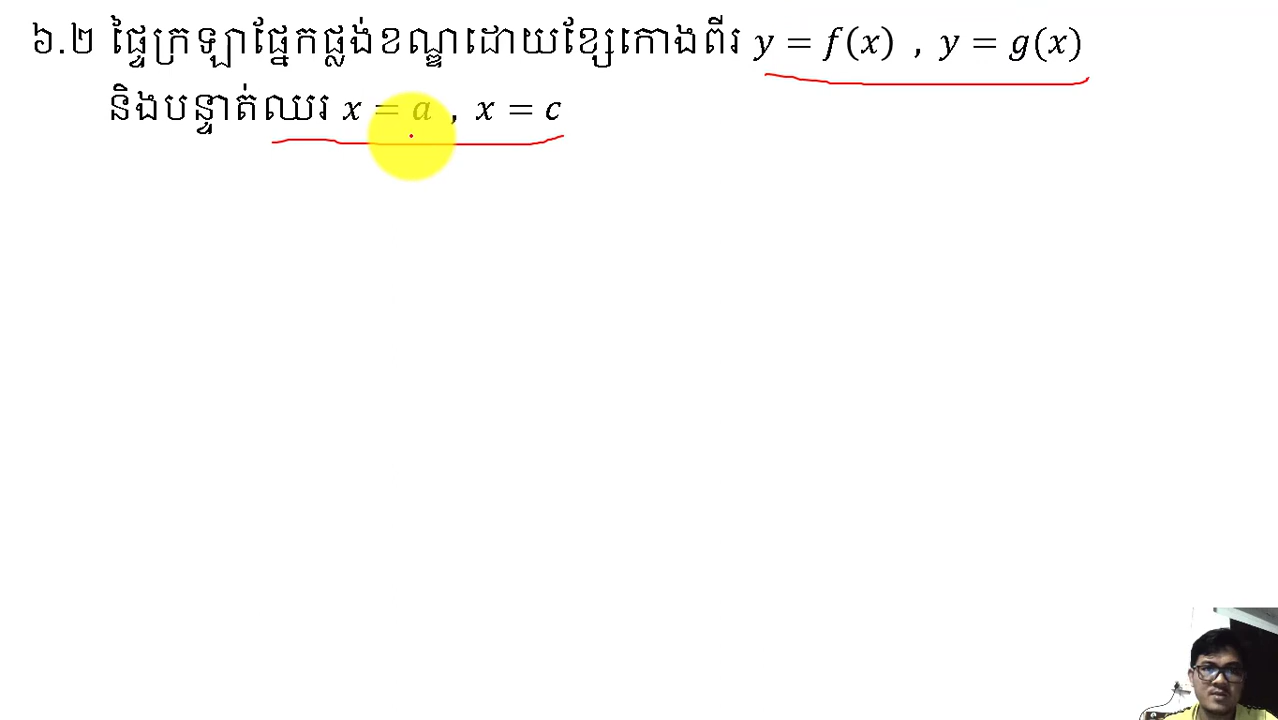 ៦.២ ផ្ទៃក្រឡាផ្នែកប្លង់ខណ្ឌដោយខ្សែកោងពីរ y = f(x) , y = g(x)
និងបន្ទាត់ឈរ x = a , x = c